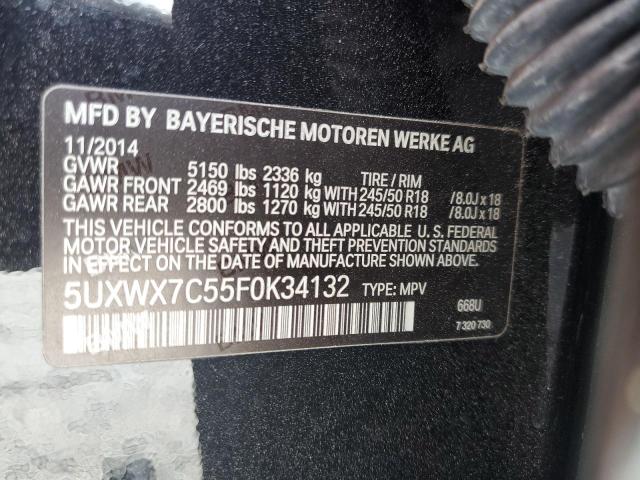 MFD BY BAYERISCHE MOTOREN WERKE AG
11/2014
GVWR 5150 lbs 2336 kg TIRE / RIM
GAWR FRONT 2469 lbs 1120 kg WITH 245/50 R18 /8.0J x 18
GAWR REAR 2800 lbs 1270 kg WITH 245/50 R18 /8.0J x 18
THIS VEHICLE CONFORMS TO ALL APPLICABLE U. S. FEDERAL
MOTOR VEHICLE SAFETY AND THEFT PREVENTION STANDARDS
IN EFFECT ON THE DATE OF MANUFACTURE SHOWN ABOVE.
5UXWX7C55F0K34132 TYPE: MPV
668U
7 320 730